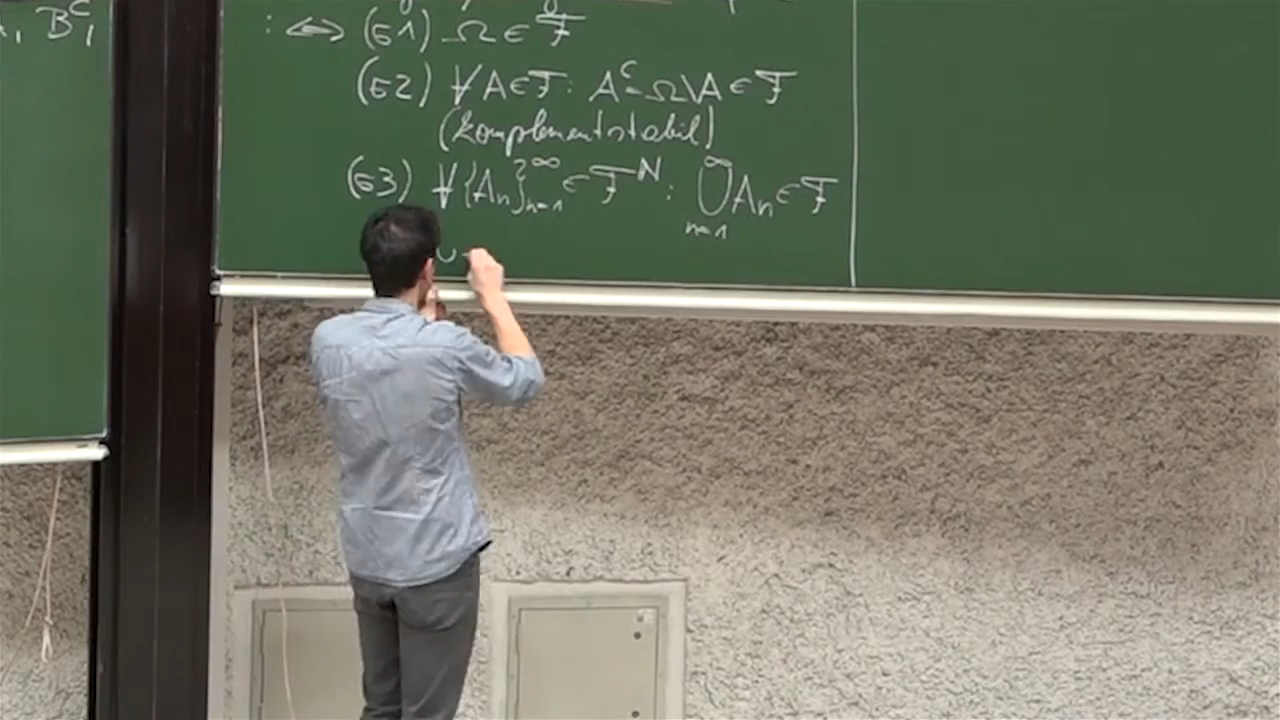 , B₁ᶜ
:⟺ (σ1) Ω ∈ ℱ
(σ2) ∀A∈ℱ: Aᶜ=Ω\A ∈ ℱ
(komplementstabil)
(σ3) ∀{Aₙ}ₙ₌₁^∞ ∈ ℱ^ℕ: ⋃ₙ₌₁^∞ Aₙ ∈ ℱ
∪